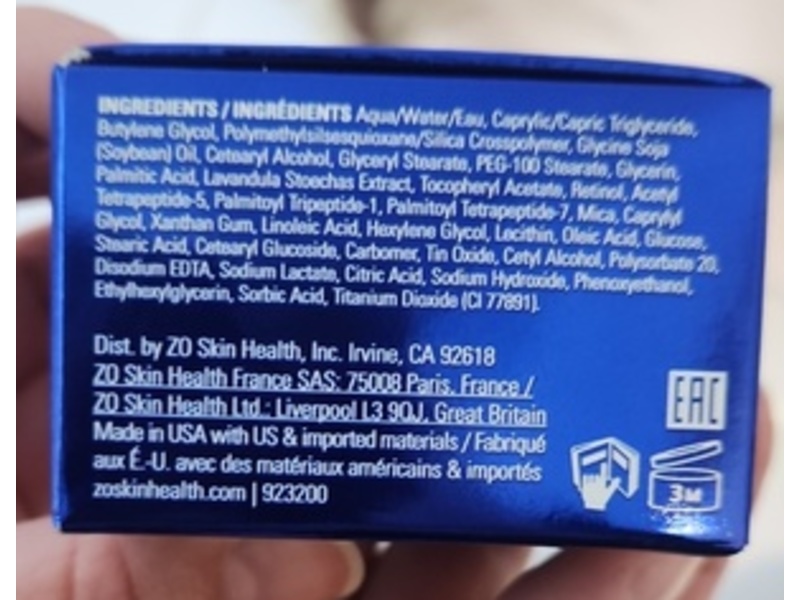 INGREDIENTS / INGRÉDIENTS Aqua/Water/Eau, Caprylic/Capric Triglyceride,
Butylene Glycol, Polymethylsilsesquioxane/Silica Crosspolymer, Glycine Soja
(Soybean) Oil, Cetearyl Alcohol, Glyceryl Stearate, PEG-100 Stearate, Glycerin,
Palmitic Acid, Lavandula Stoechas Extract, Tocopheryl Acetate, Retinol, Acetyl
Tetrapeptide-5, Palmitoyl Tripeptide-1, Palmitoyl Tetrapeptide-7, Mica, Caprylyl
Glycol, Xanthan Gum, Linoleic Acid, Hexylene Glycol, Lecithin, Oleic Acid, Glucose,
Stearic Acid, Cetearyl Glucoside, Carbomer, Tin Oxide, Cetyl Alcohol, Polysorbate 20,
Disodium EDTA, Sodium Lactate, Citric Acid, Sodium Hydroxide, Phenoxyethanol,
Ethylhexylglycerin, Sorbic Acid, Titanium Dioxide (CI 77891).
Dist. by ZO Skin Health, Inc. Irvine, CA 92618
ZO Skin Health France SAS; 75008 Paris, France /
ZO Skin Health Ltd.; Liverpool L3 9QJ, Great Britain
Made in USA with US & imported materials / Fabriqué
aux É.-U. avec des matériaux américains & importés
zoskinhealth.com | 923200
EAC
3M